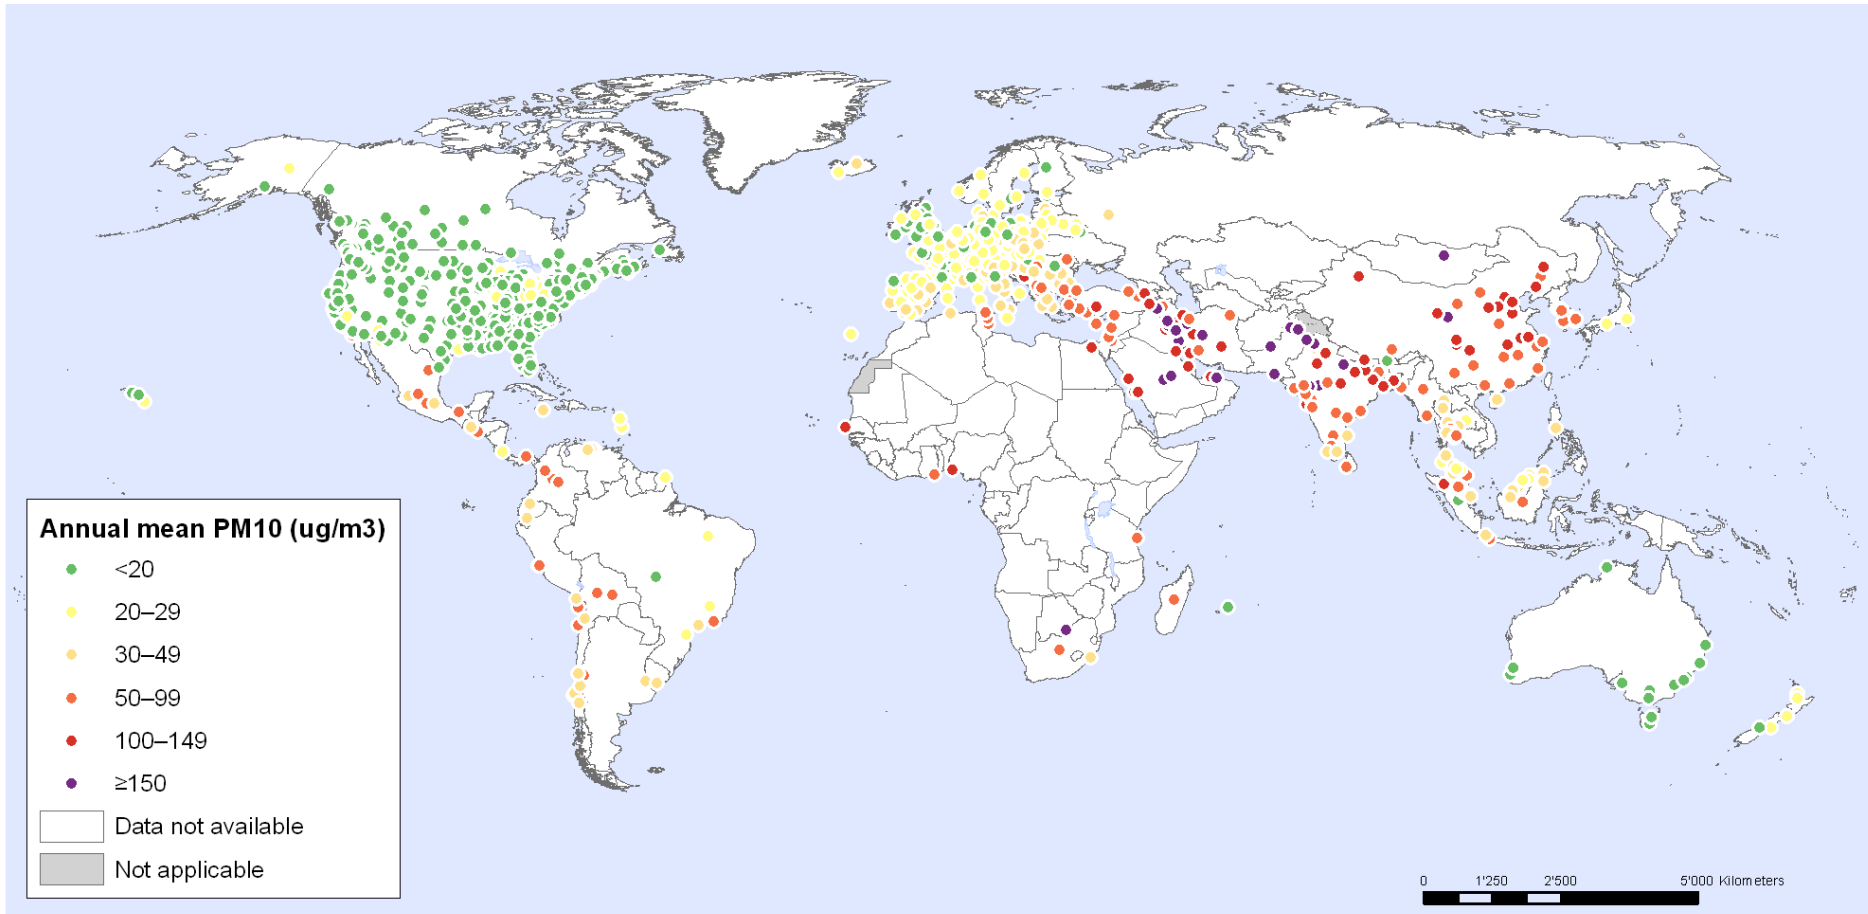 Annual mean PM10 (ug/m3)
<20
20–29
30–49
50–99
100–149
≥150
Data not available
Not applicable
0 1'250 2'500 5'000 Kilometers